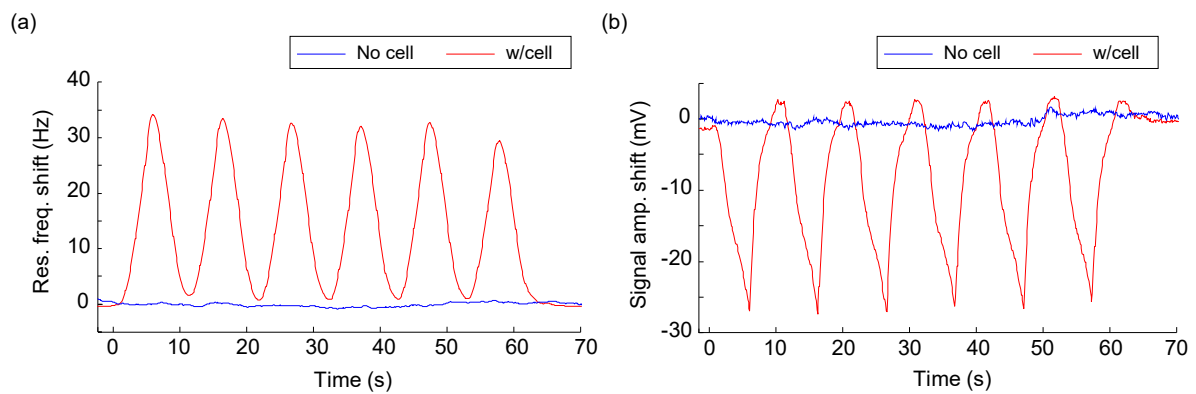 (a)
No cell w/cell
Res. freq. shift (Hz)
40
30
20
10
0
0 10 20 30 40 50 60 70
Time (s)
(b)
No cell w/cell
Signal amp. shift (mV)
0
-10
-20
-30
0 10 20 30 40 50 60 70
Time (s)